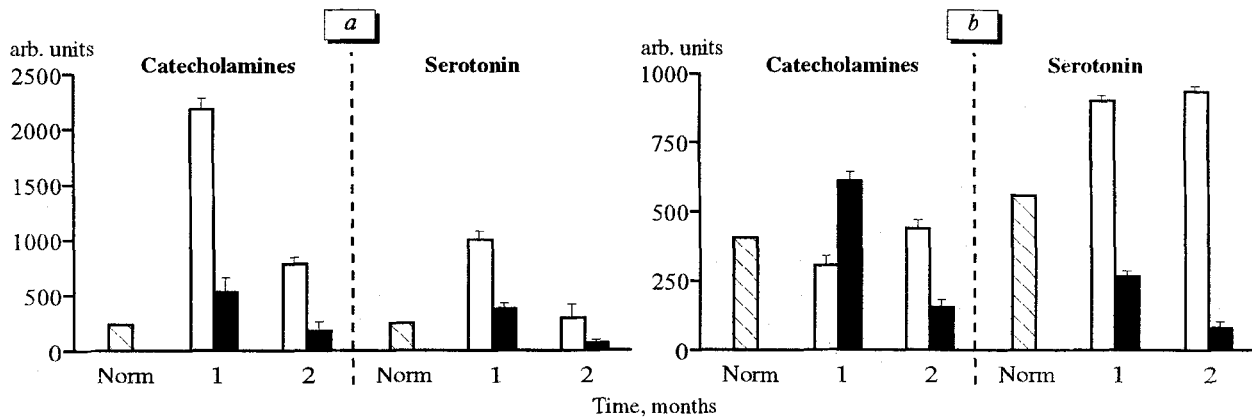 a
arb. units
Catecholamines Serotonin
2500
2000
1500
1000
500
0
Norm 1 2 Norm 1 2
b
arb. units
Catecholamines Serotonin
1000
750
500
250
0
Norm 1 2 Norm 1 2
Time, months